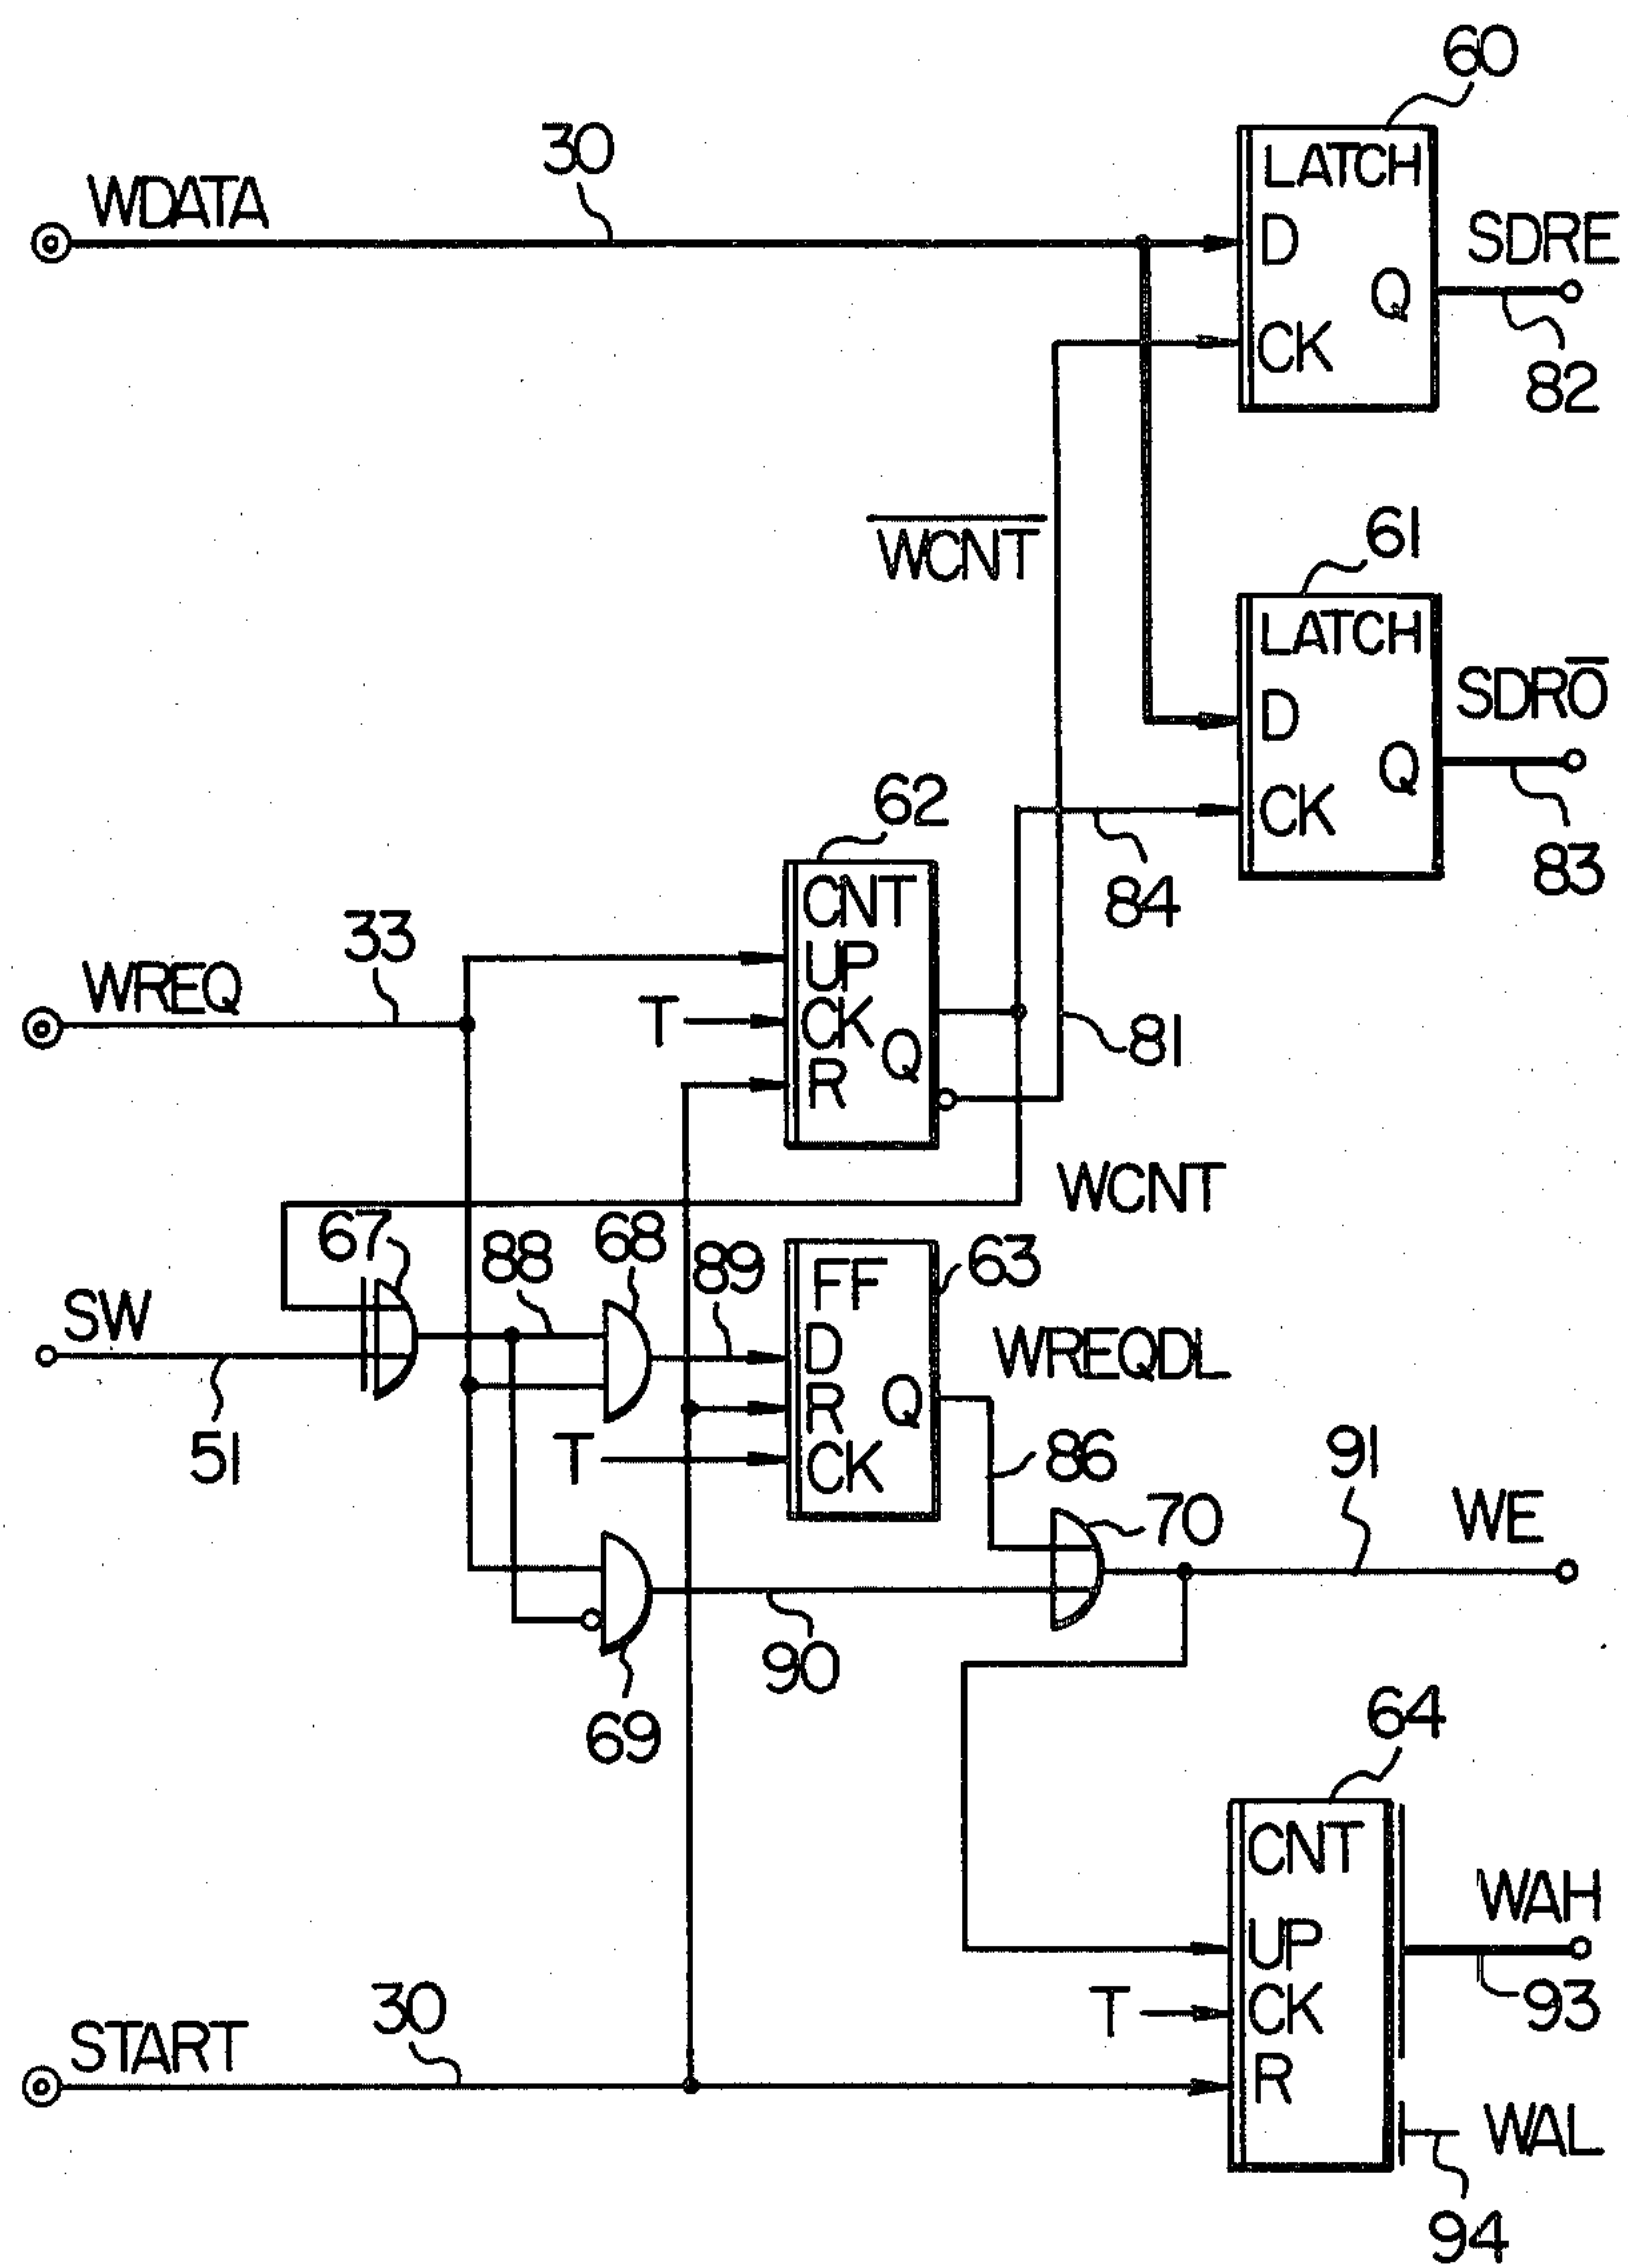 60
30
WDATA
LATCH
D
SDRE
Q
CK
82
W̅C̅N̅T̅
61
LATCH
SDRO̅
D
Q
CK
83
62
84
CNT
33
UP
WREQ
T
CK
Q
81
R
WCNT
67
88
68
89
63
FF
SW
D
WREQDL
R
Q
51
T
CK
86
91
70
WE
90
69
64
CNT
WAH
UP
30
T
CK
93
START
R
WAL
94